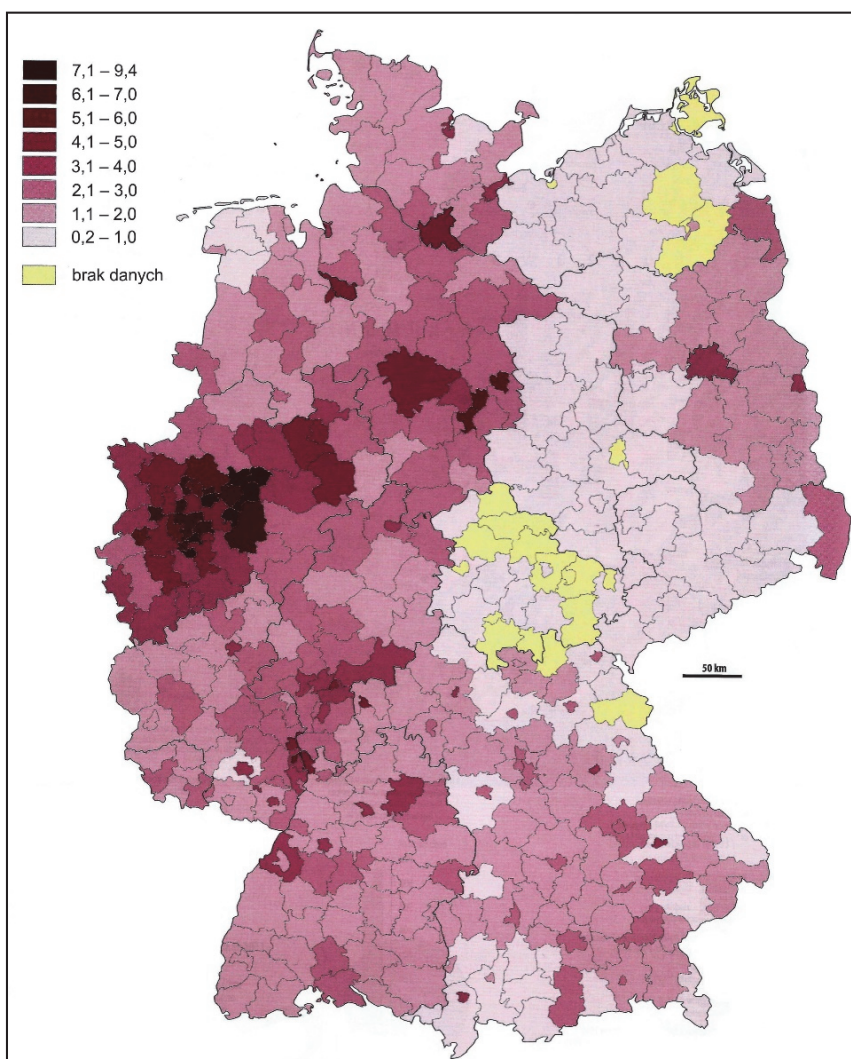 7,1 – 9,4
6,1 – 7,0
5,1 – 6,0
4,1 – 5,0
3,1 – 4,0
2,1 – 3,0
1,1 – 2,0
0,2 – 1,0
brak danych
50 km